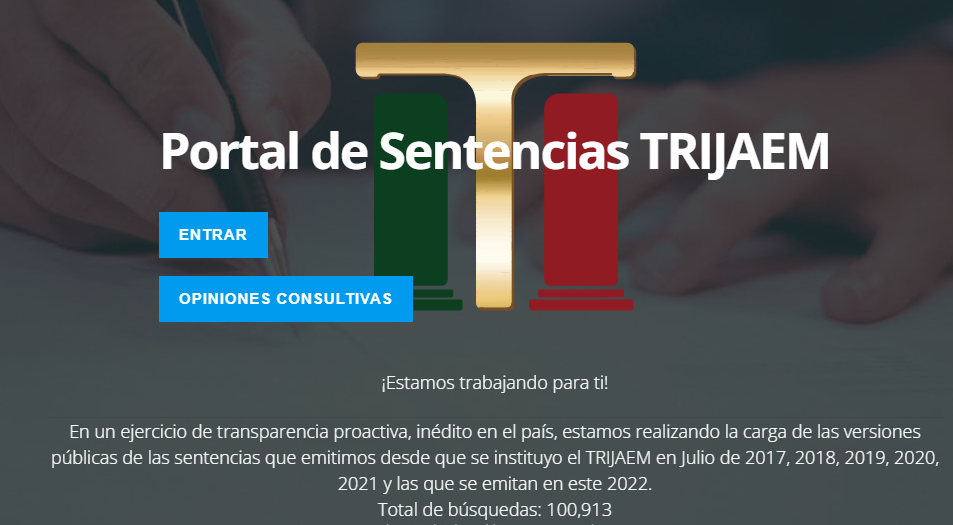 Portal de Sentencias TRIJAEM
ENTRAR
OPINIONES CONSULTIVAS
¡Estamos trabajando para ti!
En un ejercicio de transparencia proactiva, inédito en el país, estamos realizando la carga de las versiones
públicas de las sentencias que emitimos desde que se instituyo el TRIJAEM en Julio de 2017, 2018, 2019, 2020,
2021 y las que se emitan en este 2022.
Total de búsquedas: 100,913